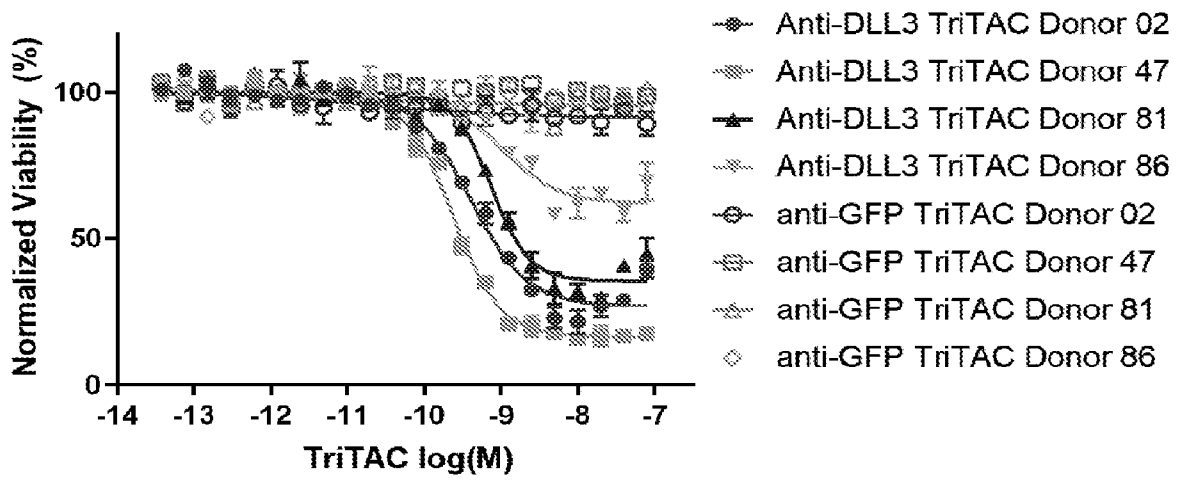 Normalized Viability (%)
100
50
0
-14 -13 -12 -11 -10 -9 -8 -7
TriTAC log(M)
Anti-DLL3 TriTAC Donor 02
Anti-DLL3 TriTAC Donor 47
Anti-DLL3 TriTAC Donor 81
Anti-DLL3 TriTAC Donor 86
anti-GFP TriTAC Donor 02
anti-GFP TriTAC Donor 47
anti-GFP TriTAC Donor 81
anti-GFP TriTAC Donor 86